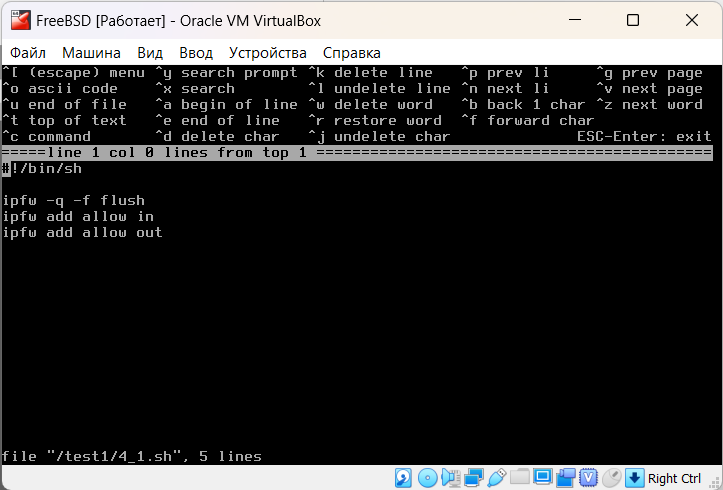 FreeBSD [Работает] - Oracle VM VirtualBox
Файл Машина Вид Ввод Устройства Справка
^[ (escape) menu ^y search prompt ^k delete line ^p prev li ^g prev page
^o ascii code ^x search ^l undelete line ^n next li ^v next page
^u end of file ^a begin of line ^w delete word ^b back 1 char ^z next word
^t top of text ^e end of line ^r restore word ^f forward char
^c command ^d delete char ^j undelete char ESC-Enter: exit
=====line 1 col 0 lines from top 1 ============================================
#!/bin/sh
ipfw -q -f flush
ipfw add allow in
ipfw add allow out
file "/test1/4_1.sh", 5 lines
Right Ctrl